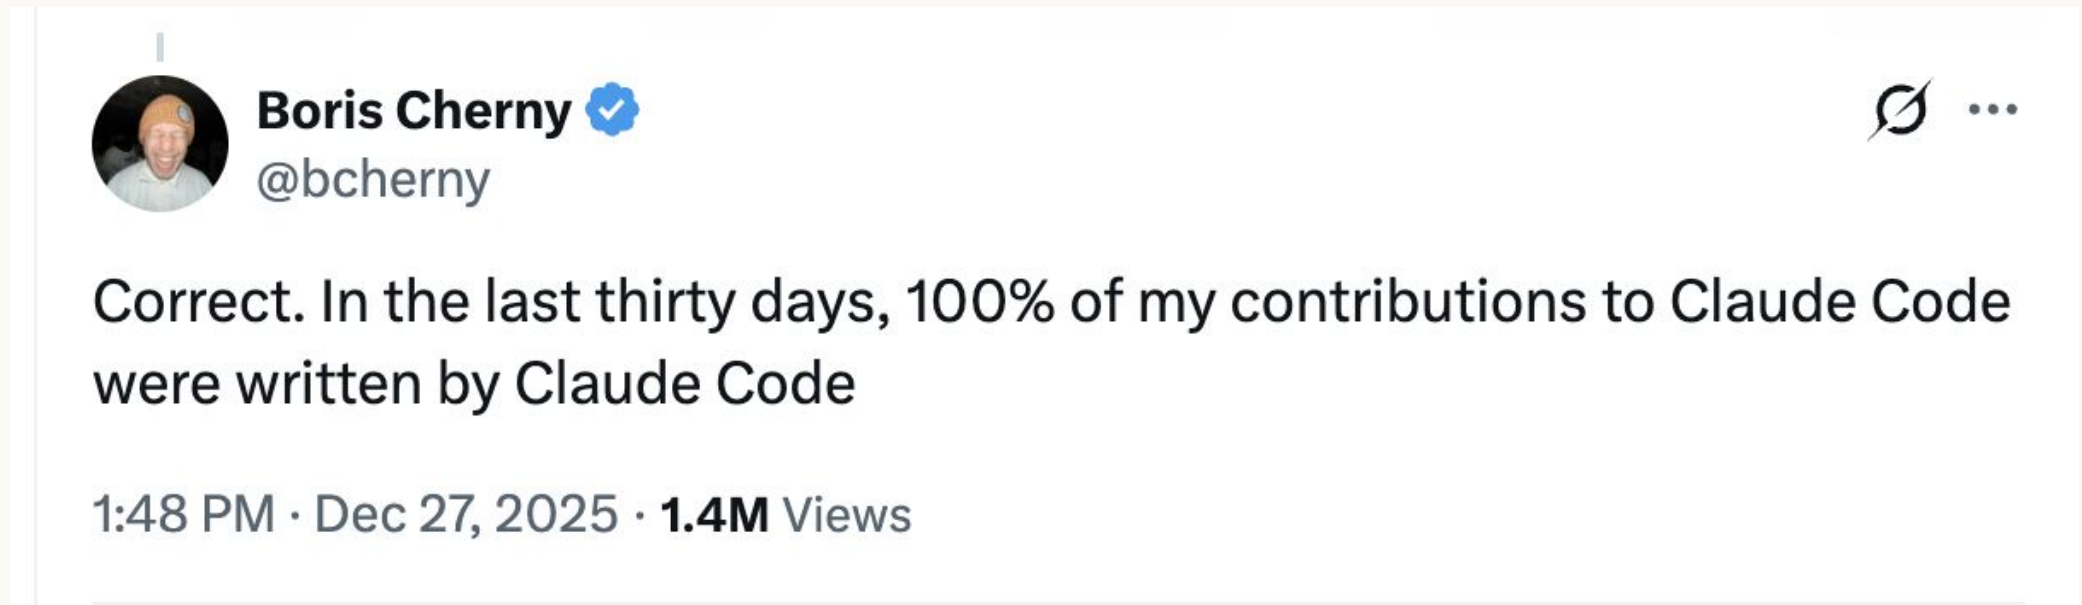 Boris Cherny
@bcherny
Correct. In the last thirty days, 100% of my contributions to Claude Code
were written by Claude Code
1:48 PM · Dec 27, 2025 · 1.4M Views